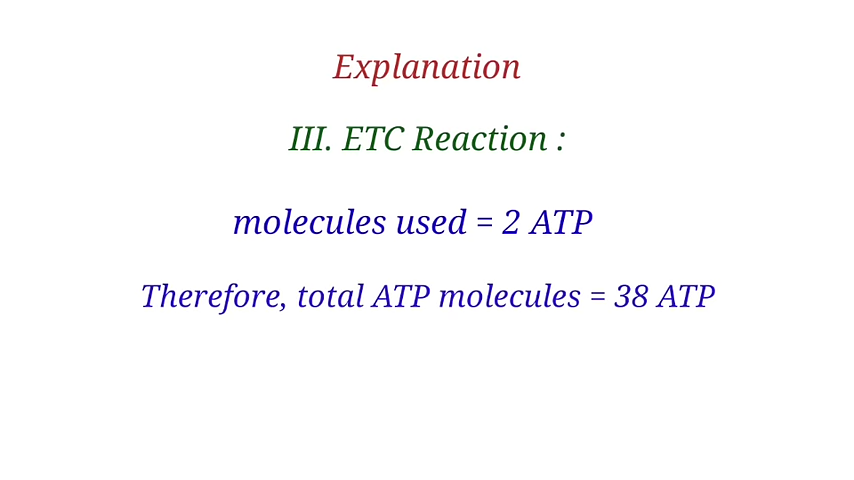 Explanation
III. ETC Reaction :
molecules used = 2 ATP
Therefore, total ATP molecules = 38 ATP